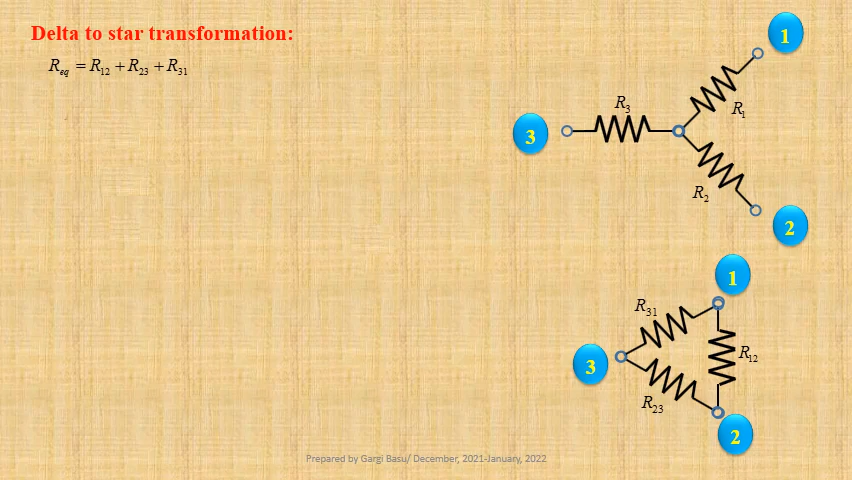 Delta to star transformation:
R_eq = R_12 + R_23 + R_31
1
R_3
R_1
3
R_2
2
1
R_31
R_12
3
R_23
2
Prepared by Gargi Basu/ December, 2021-January, 2022